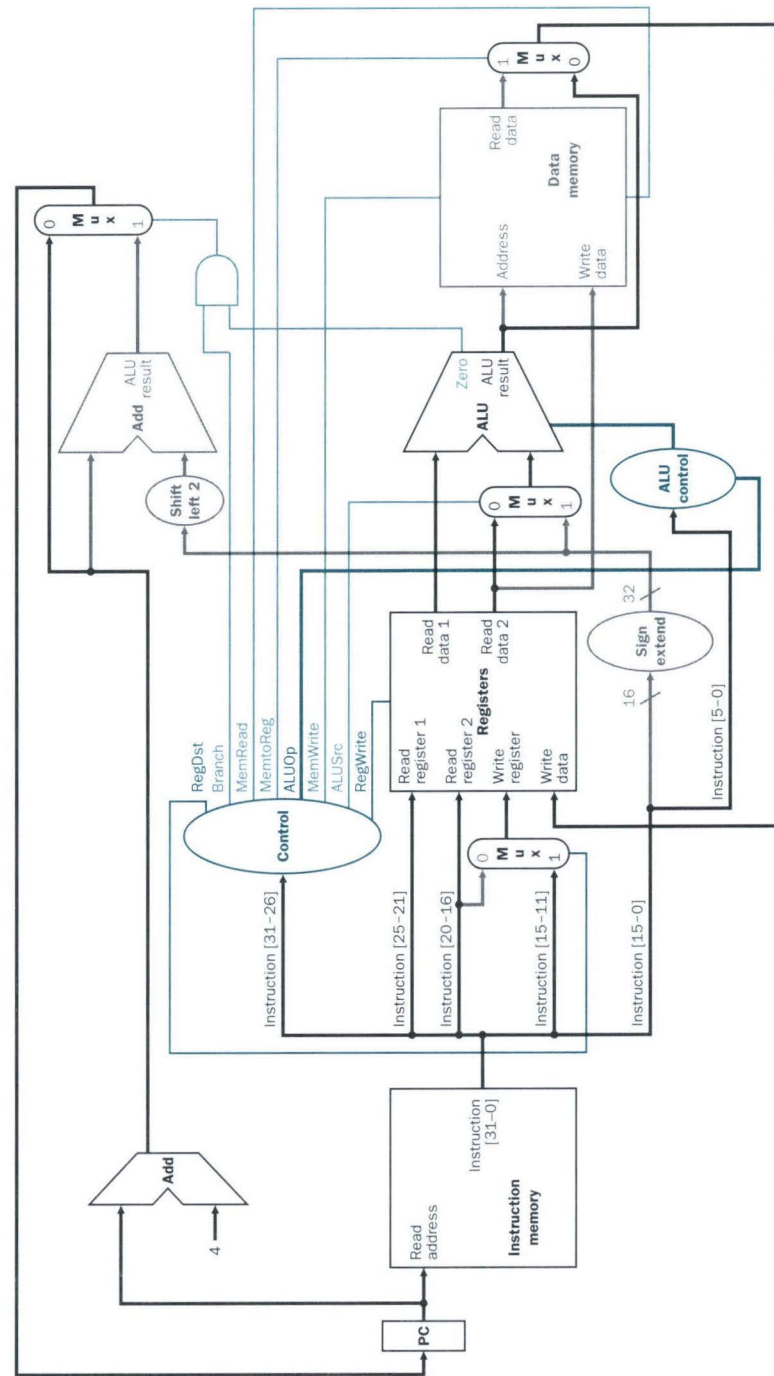 PC
Add
4
Read
address
Instruction
[31–0]
Instruction
memory
Instruction [31–26]
Instruction [25–21]
Instruction [20–16]
Instruction [15–11]
Instruction [15–0]
Instruction [5–0]
Control
RegDst
Branch
MemRead
MemtoReg
ALUOp
MemWrite
ALUSrc
RegWrite
0
M
u
x
1
Read
register 1
Read
register 2
Write
register
Write
data
Registers
Read
data 1
Read
data 2
16
Sign
extend
32
Shift
left 2
Add
ALU
result
0
M
u
x
1
0
M
u
x
1
ALU
Zero
ALU
result
ALU
control
Address
Write
data
Read
data
Data
memory
1
M
u
x
0